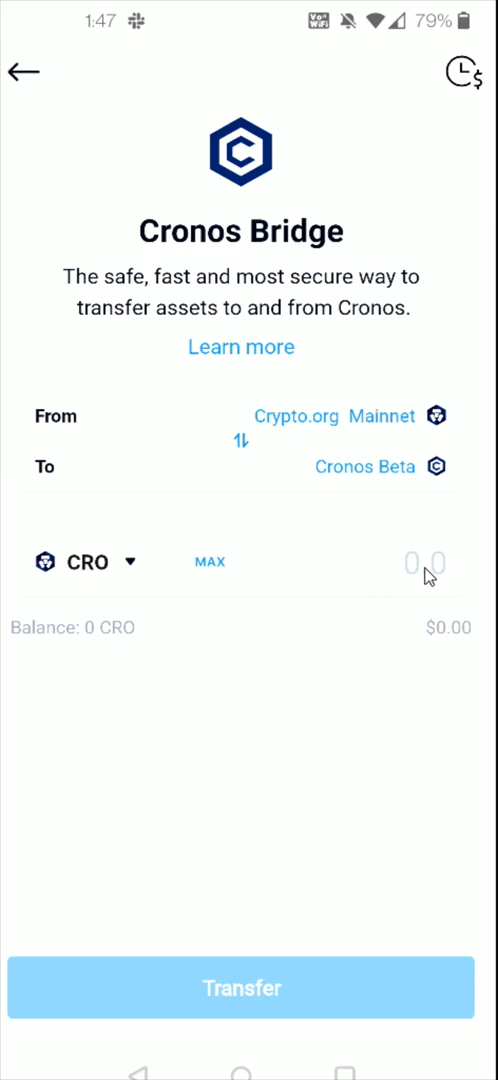 1:47 Vo WiFi 79%
Cronos Bridge
The safe, fast and most secure way to
transfer assets to and from Cronos.
Learn more
From Crypto.org Mainnet
To Cronos Beta
CRO MAX 0.0
Balance: 0 CRO $0.00
Transfer